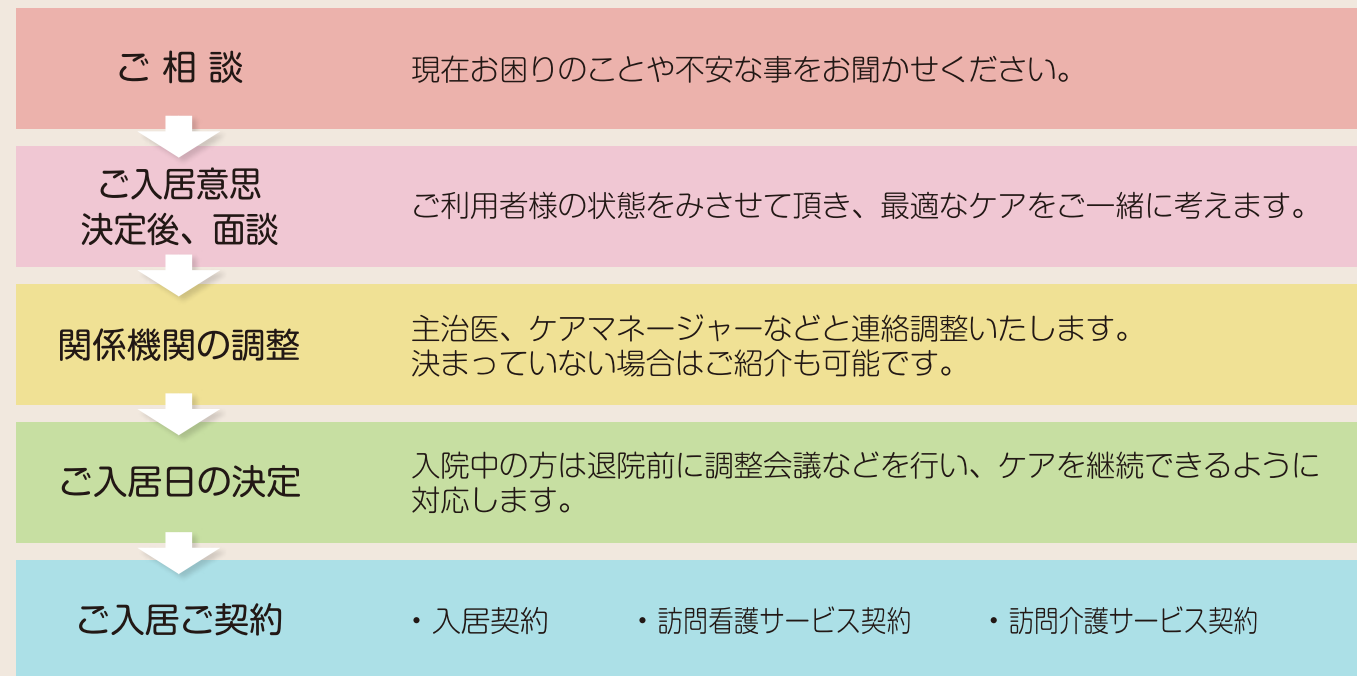 ご相談
現在お困りのことや不安な事をお聞かせください。
ご入居意思
決定後、面談
ご利用者様の状態をみさせて頂き、最適なケアをご一緒に考えます。
関係機関の調整
主治医、ケアマネージャーなどと連絡調整いたします。
決まっていない場合はご紹介も可能です。
ご入居日の決定
入院中の方は退院前に調整会議などを行い、ケアを継続できるように
対応します。
ご入居ご契約
・入居契約 ・訪問看護サービス契約 ・訪問介護サービス契約